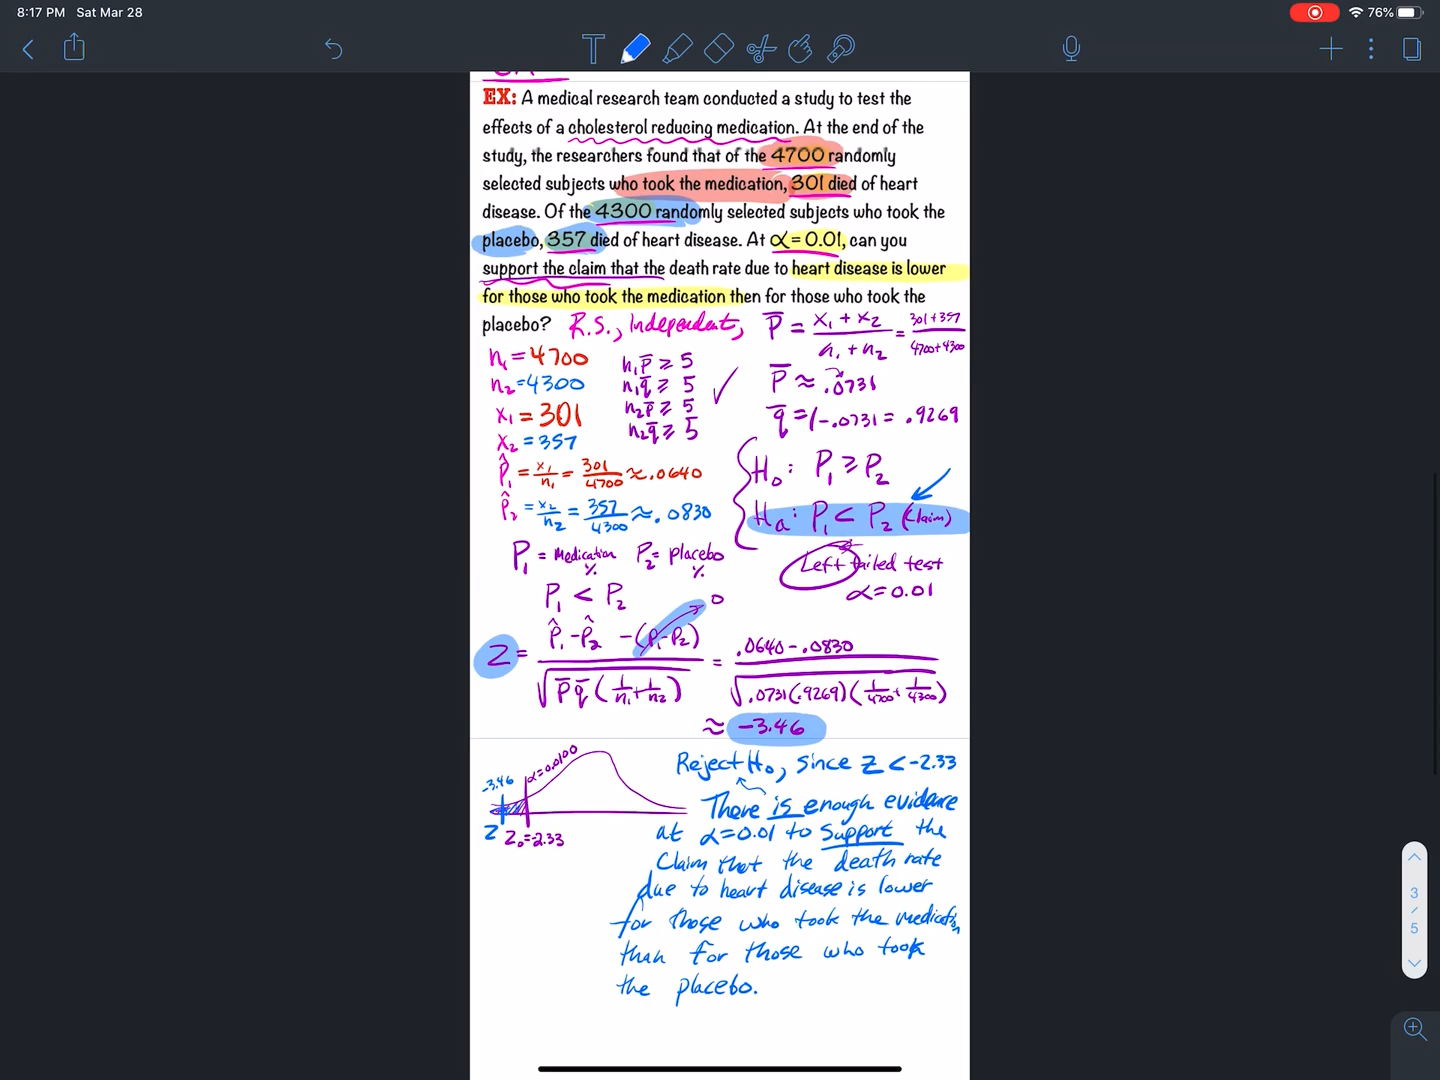 8:17 PM Sat Mar 28
76%
EX: A medical research team conducted a study to test the
effects of a cholesterol reducing medication. At the end of the
study, the researchers found that of the 4700 randomly
selected subjects who took the medication, 301 died of heart
disease. Of the 4300 randomly selected subjects who took the
placebo, 357 died of heart disease. At α = 0.01, can you
support the claim that the death rate due to heart disease is lower
for those who took the medication then for those who took the
placebo? R.S., Independent,
P̄ = (x₁ + x₂)/(n₁ + n₂) = (301+357)/(4700+4300)
n₁ = 4700
n₂ = 4300
x₁ = 301
x₂ = 357
n₁p̄ ≥ 5
n₁q̄ ≥ 5
n₂p̄ ≥ 5
n₂q̄ ≥ 5 ✓
P̄ ≈ .0731
q̄ = 1 - .0731 = .9269
P̂₁ = x₁/n₁ = 301/4700 ≈ .0640
P̂₂ = x₂/n₂ = 357/4300 ≈ .0830
H₀: P₁ ≥ P₂
Hₐ: P₁ < P₂ (claim)
P₁ = Medication % P₂ = placebo %
P₁ < P₂
Left tailed test
α = 0.01
Z = (P̂₁ - P̂₂ - (P₁ - P₂))/√(p̄q̄(1/n₁ + 1/n₂)) = (.0640 - .0830)/√(.0731(.9269)(1/4700 + 1/4300))
0
≈ -3.46
-3.46
α = 0.0100
Z Z₀ = -2.33
Reject H₀, since Z < -2.33
There is enough evidence
at α = 0.01 to support the
Claim that the death rate
due to heart disease is lower
for those who took the medication
than for those who took
the placebo.
3
/
5
T